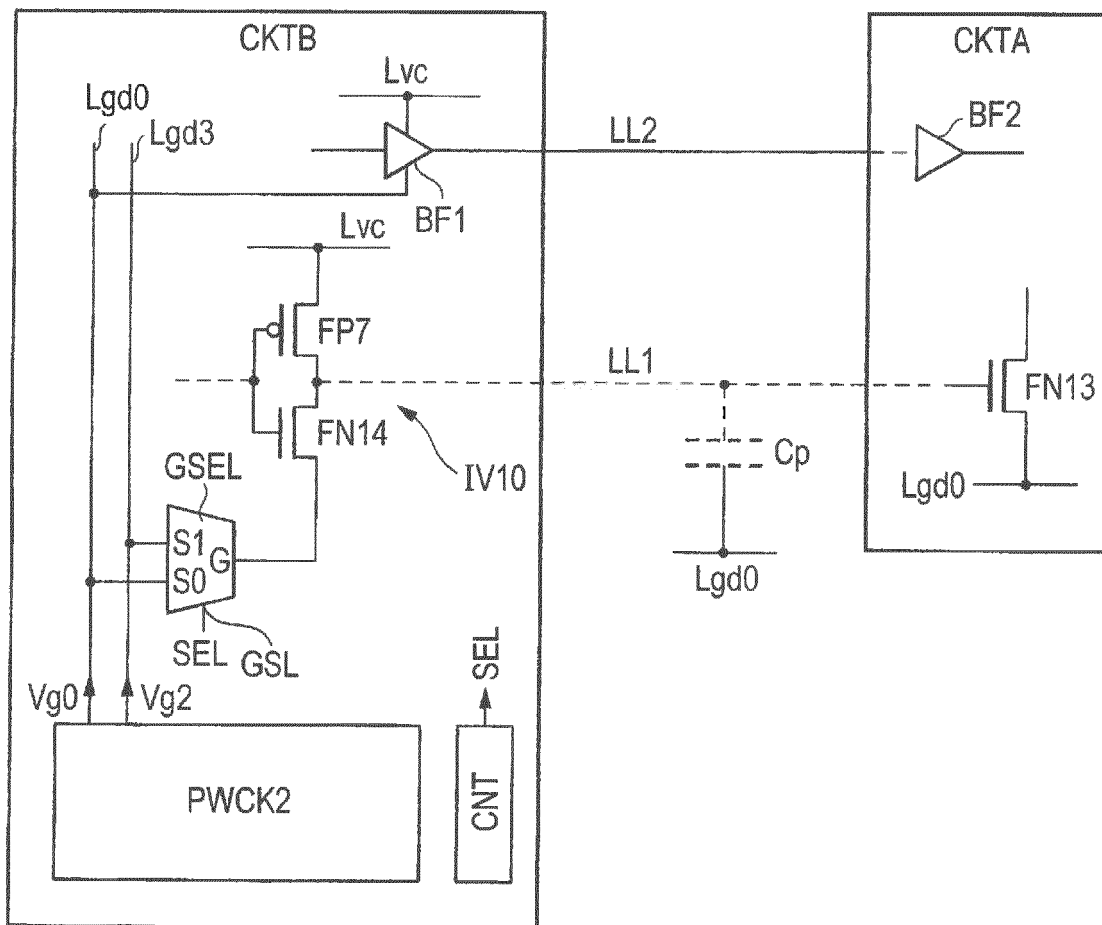 CKTB
CKTA
Lvc
Lgd0
Lgd3
BF2
LL2
BF1
Lvc
FP7
LL1
FN13
FN14
Cp
GSEL
IV10
Lgd0
S1
G
S0
Lgd0
SEL
GSL
SEL
Vg0
Vg2
PWCK2
CNT